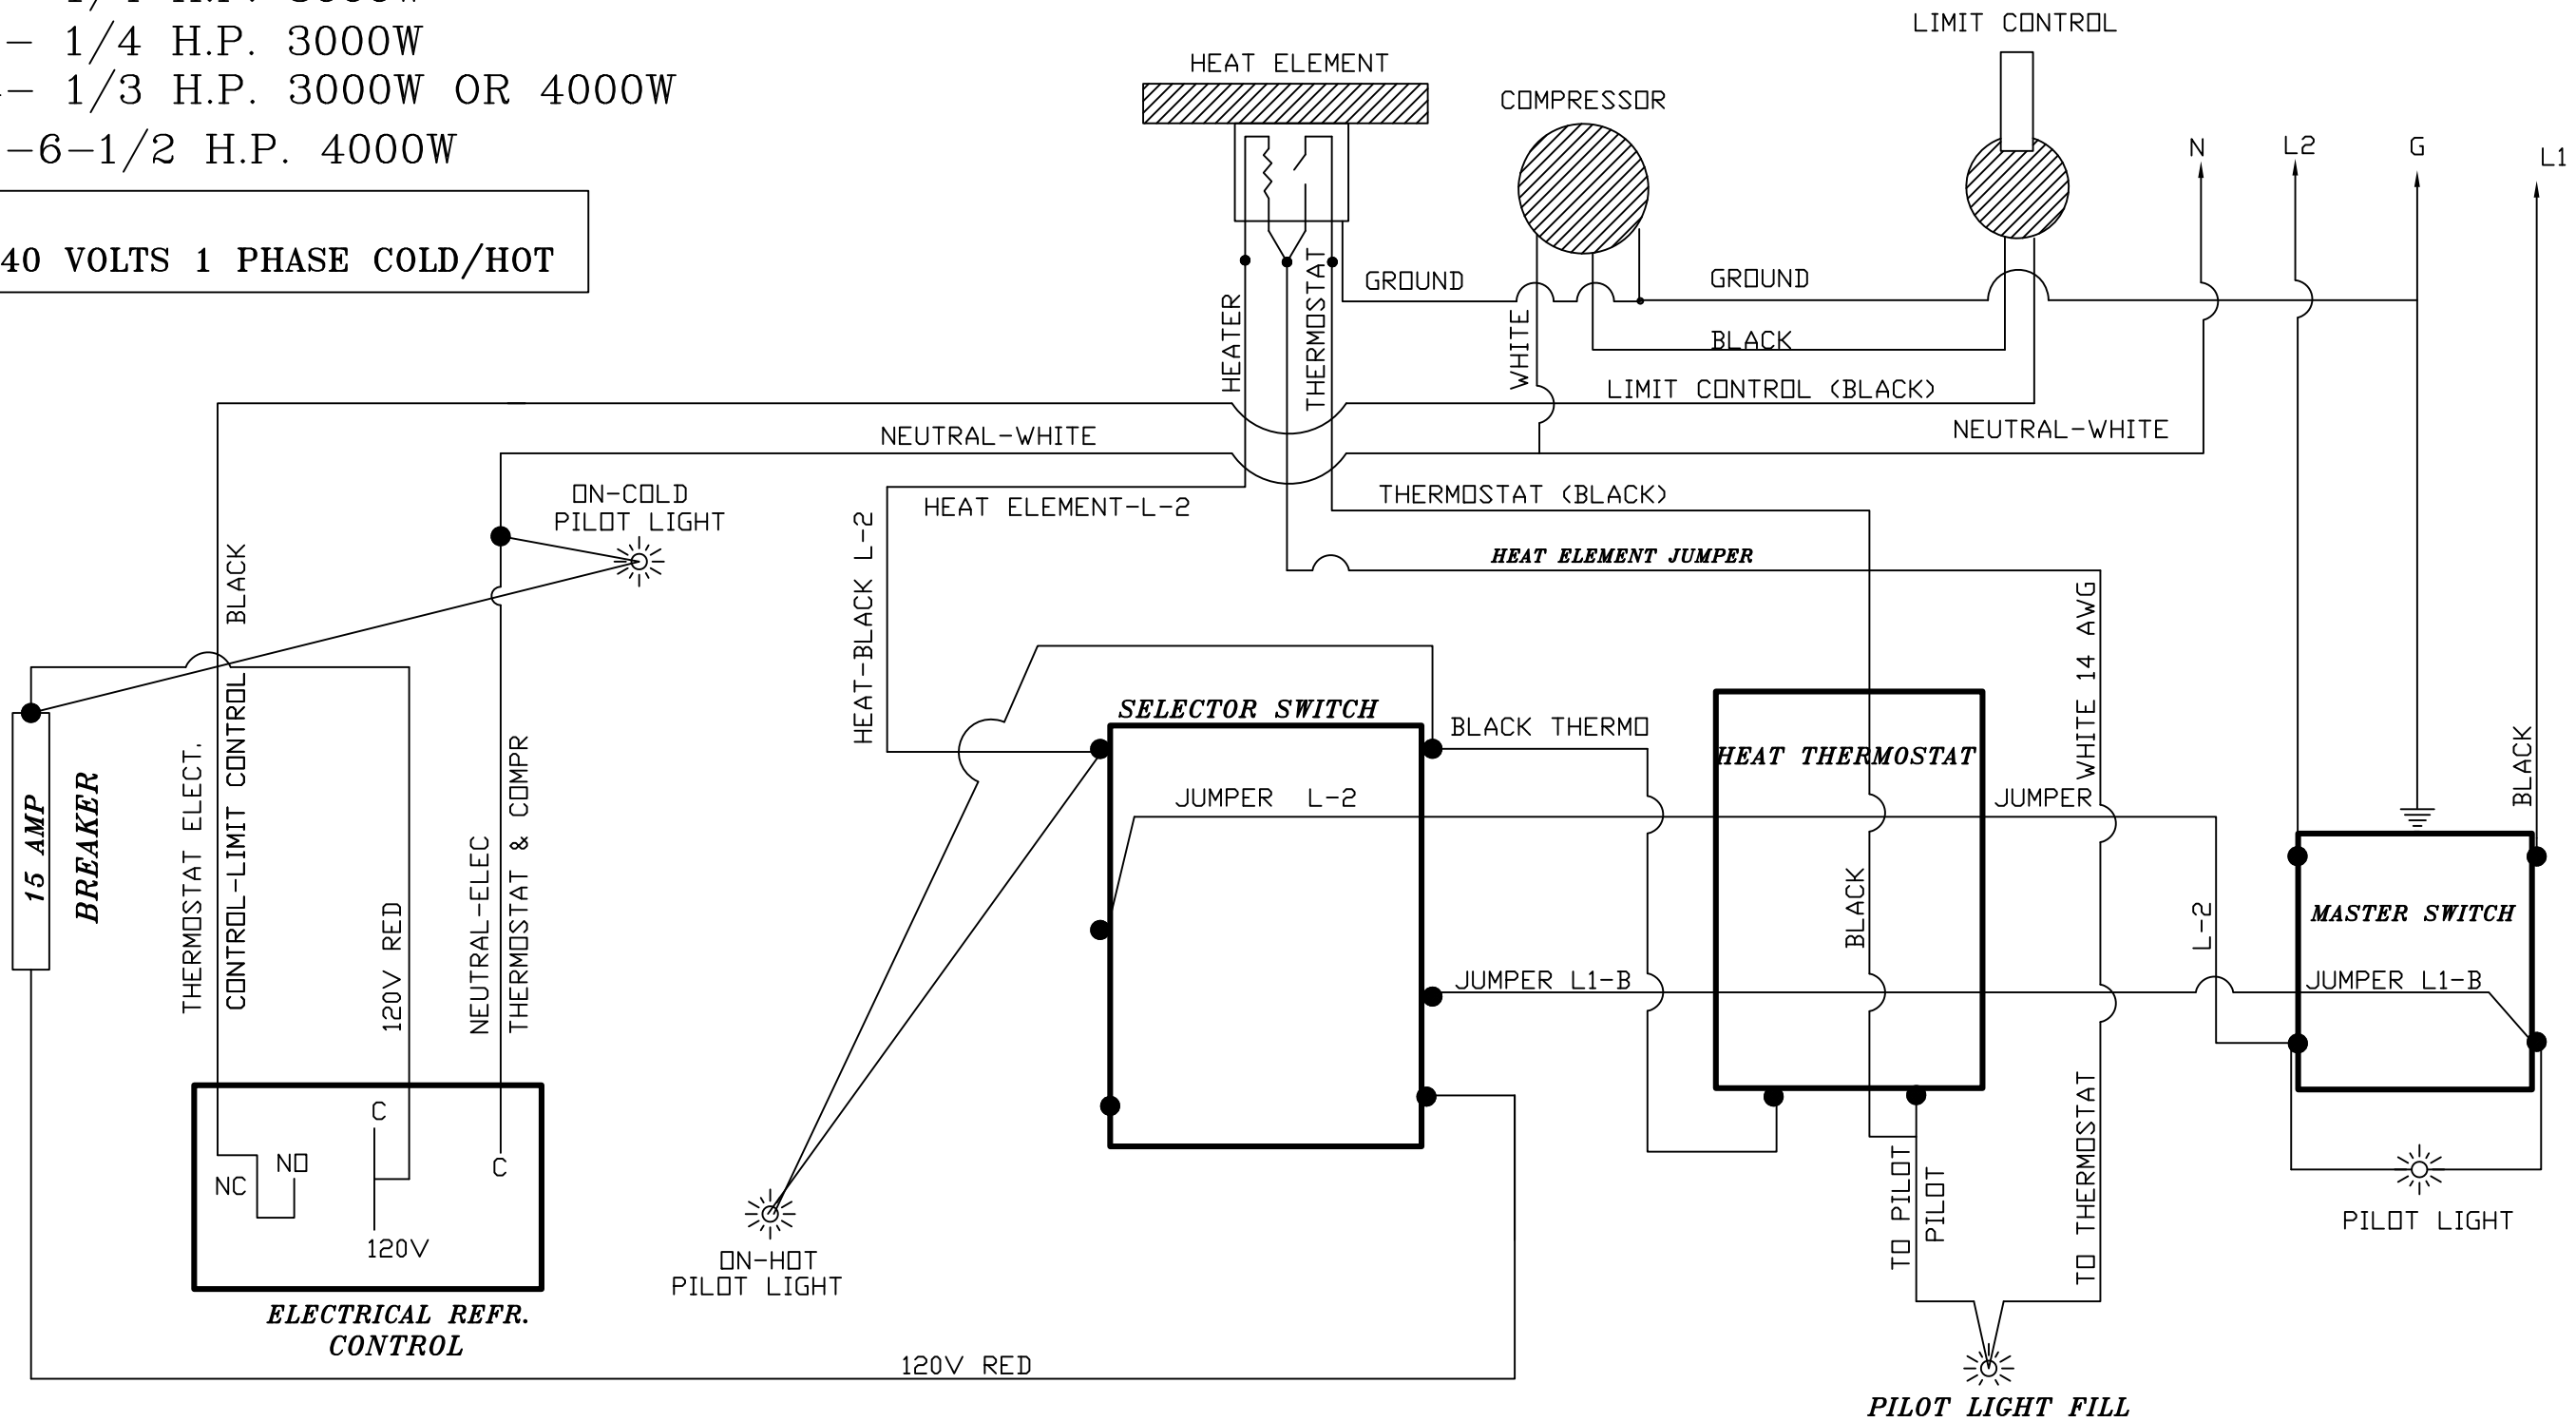 - 1/4 H.P. 3000W
- 1/3 H.P. 3000W OR 4000W
-6-1/2 H.P. 4000W
40 VOLTS 1 PHASE COLD/HOT
HEAT ELEMENT
COMPRESSOR
LIMIT CONTROL
N
L2
G
L1
GROUND
GROUND
HEATER
THERMOSTAT
WHITE
BLACK
LIMIT CONTROL (BLACK)
NEUTRAL-WHITE
NEUTRAL-WHITE
ON-COLD
PILOT LIGHT
HEAT ELEMENT-L-2
THERMOSTAT (BLACK)
HEAT-BLACK L-2
HEAT ELEMENT JUMPER
BLACK
WHITE 14 AWG
SELECTOR SWITCH
BLACK THERMO
HEAT THERMOSTAT
BLACK
JUMPER L-2
JUMPER
15 AMP
BREAKER
THERMOSTAT ELECT.
CONTROL-LIMIT CONTROL
120V RED
NEUTRAL-ELEC
THERMOSTAT & COMPR
BLACK
L-2
MASTER SWITCH
JUMPER L1-B
JUMPER L1-B
C
NO
NC
C
120V
ELECTRICAL REFR.
CONTROL
ON-HOT
PILOT LIGHT
TO PILOT
PILOT
TO THERMOSTAT
PILOT LIGHT
120V RED
PILOT LIGHT FILL